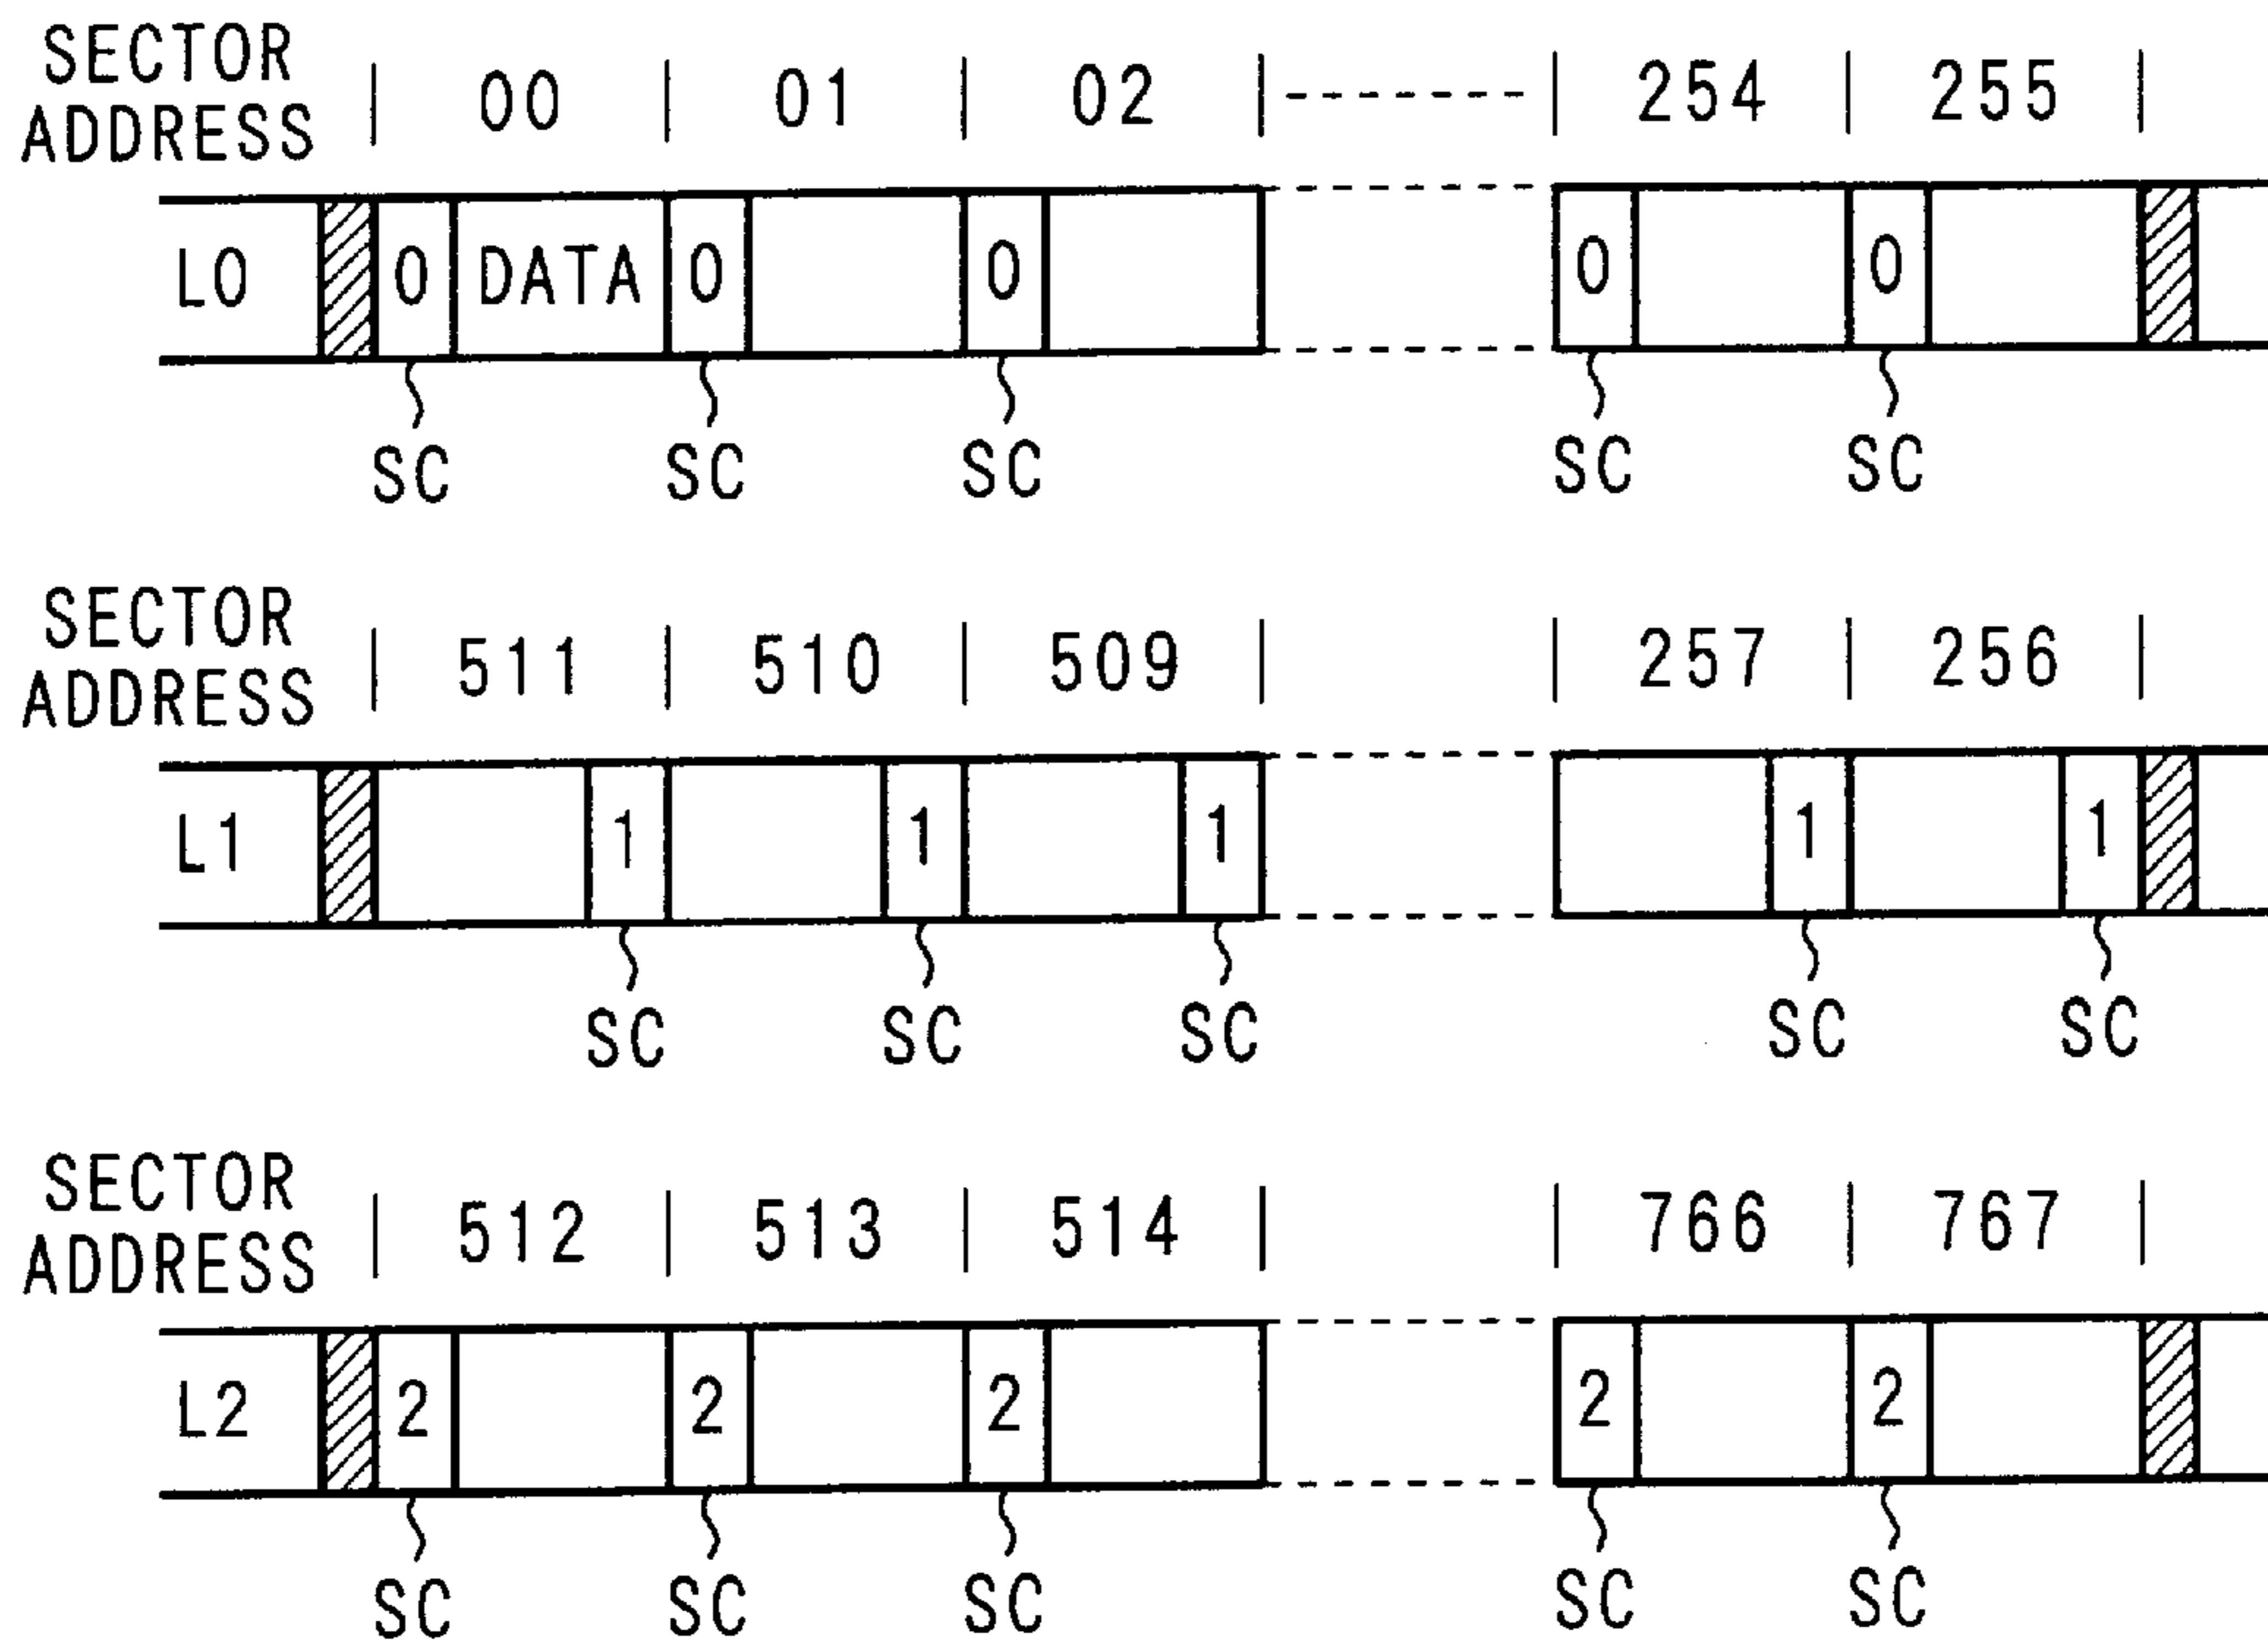 SECTOR
ADDRESS
00 01 02 254 255
L0 0 DATA 0 0 0 0
SC SC SC SC SC
SECTOR
ADDRESS
511 510 509 257 256
L1 1 1 1 1 1
SC SC SC SC SC
SECTOR
ADDRESS
512 513 514 766 767
L2 2 2 2 2 2
SC SC SC SC SC